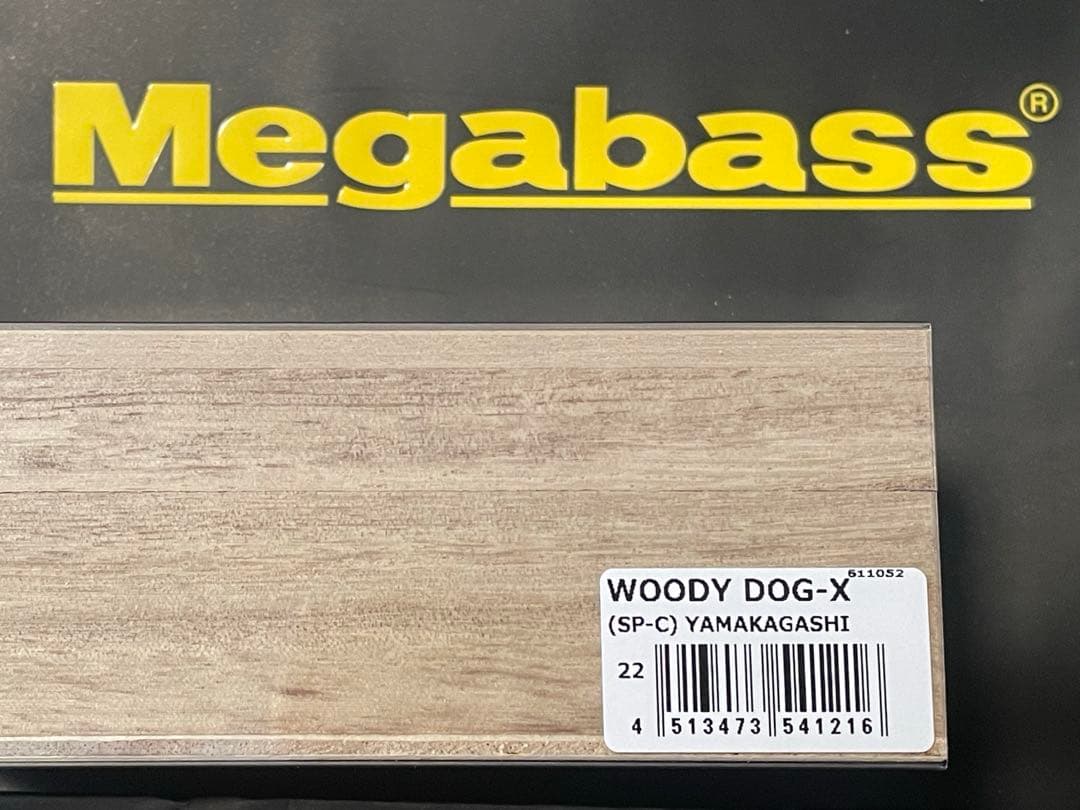 Megabass®
611052
WOODY DOG-X
(SP-C) YAMAKAGASHI
22
4 513473 541216